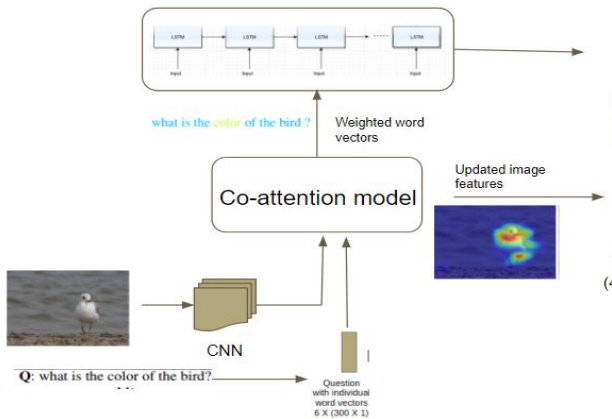 LSTM LSTM LSTM LSTM
Input Input Input Input
what is the color of the bird ?
Weighted word
vectors
Co-attention model
Updated image
features
(4
CNN
Q: what is the color of the bird?
Question
with individual
word vectors
6 X (300 X 1)